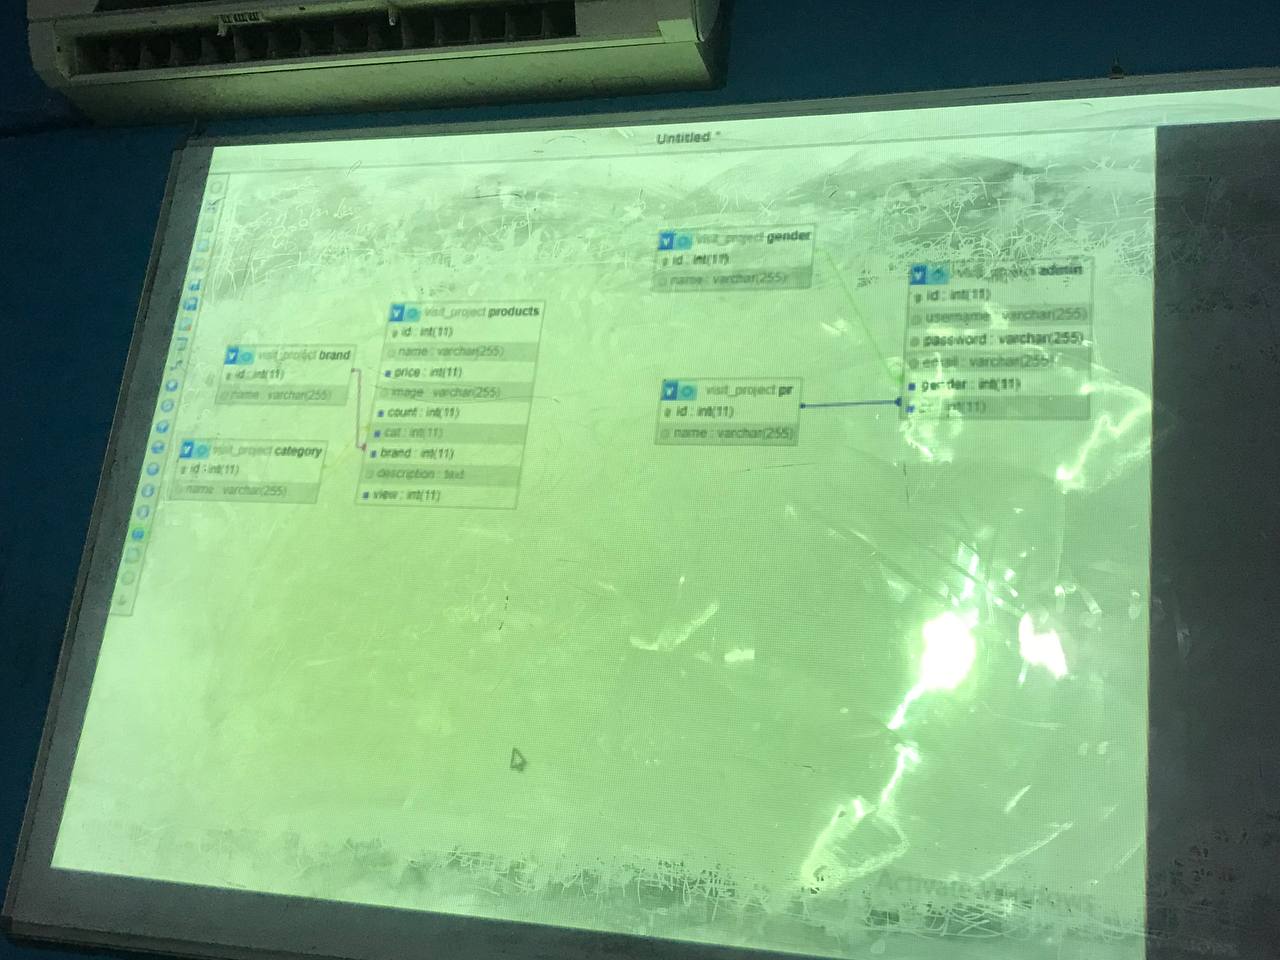 Untitled *
visit_project gender
id : int(11)
name : varchar(255)
visit_project admin
id : int(11)
username : varchar(255)
password : varchar(255)
email : varchar(255)
gender : int(11)
int(11)
visit_project products
id : int(11)
name : varchar(255)
price : int(11)
image : varchar(255)
count : int(11)
cat : int(11)
brand : int(11)
description : text
view : int(11)
visit_project brand
id : int(11)
name : varchar(255)
visit_project pr
id : int(11)
name : varchar(255)
visit_project category
id : int(11)
name : varchar(255)
Activate Windows